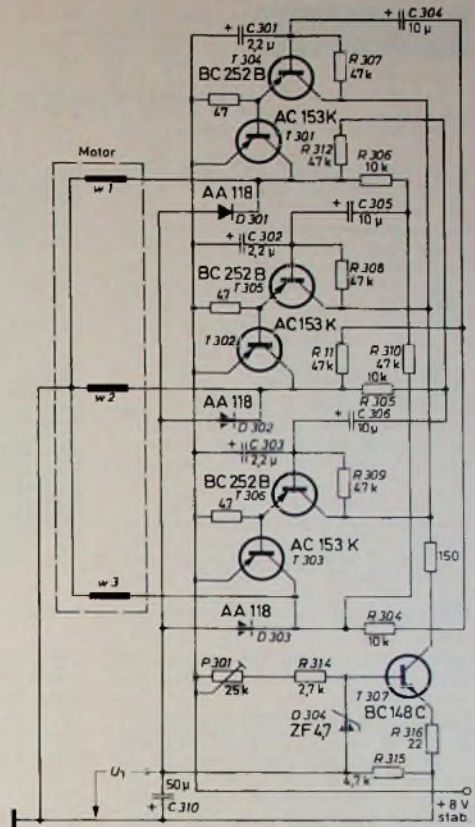 + C 301
2,2 µ
C 304
+
10 µ
T 304
BC 252 B
R 307
47 k
47
AC 153 K
T 301
R 312
47 k
R 306
10 k
Motor
w 1
AA 118
D 301
+ C 305
10 µ
+ C 302
2,2 µ
BC 252 B
T 305
R 308
47 k
47
AC 153 K
T 302
R 11
47 k
R 310
47 k
10 k
R 305
w 2
AA 118
D 302
+ C 306
10 µ
+ C 303
2,2 µ
BC 252 B
T 306
R 309
47 k
47
AC 153 K
T 303
150
w 3
AA 118
D 303
R 304
10 k
P 301
25 k
R 314
2,7 k
T 307
BC 148 C
D 304
ZF 4,7
R 316
22
R 315
4,7 k
U1
50 µ
+ C 310
+ 8 V
stab.